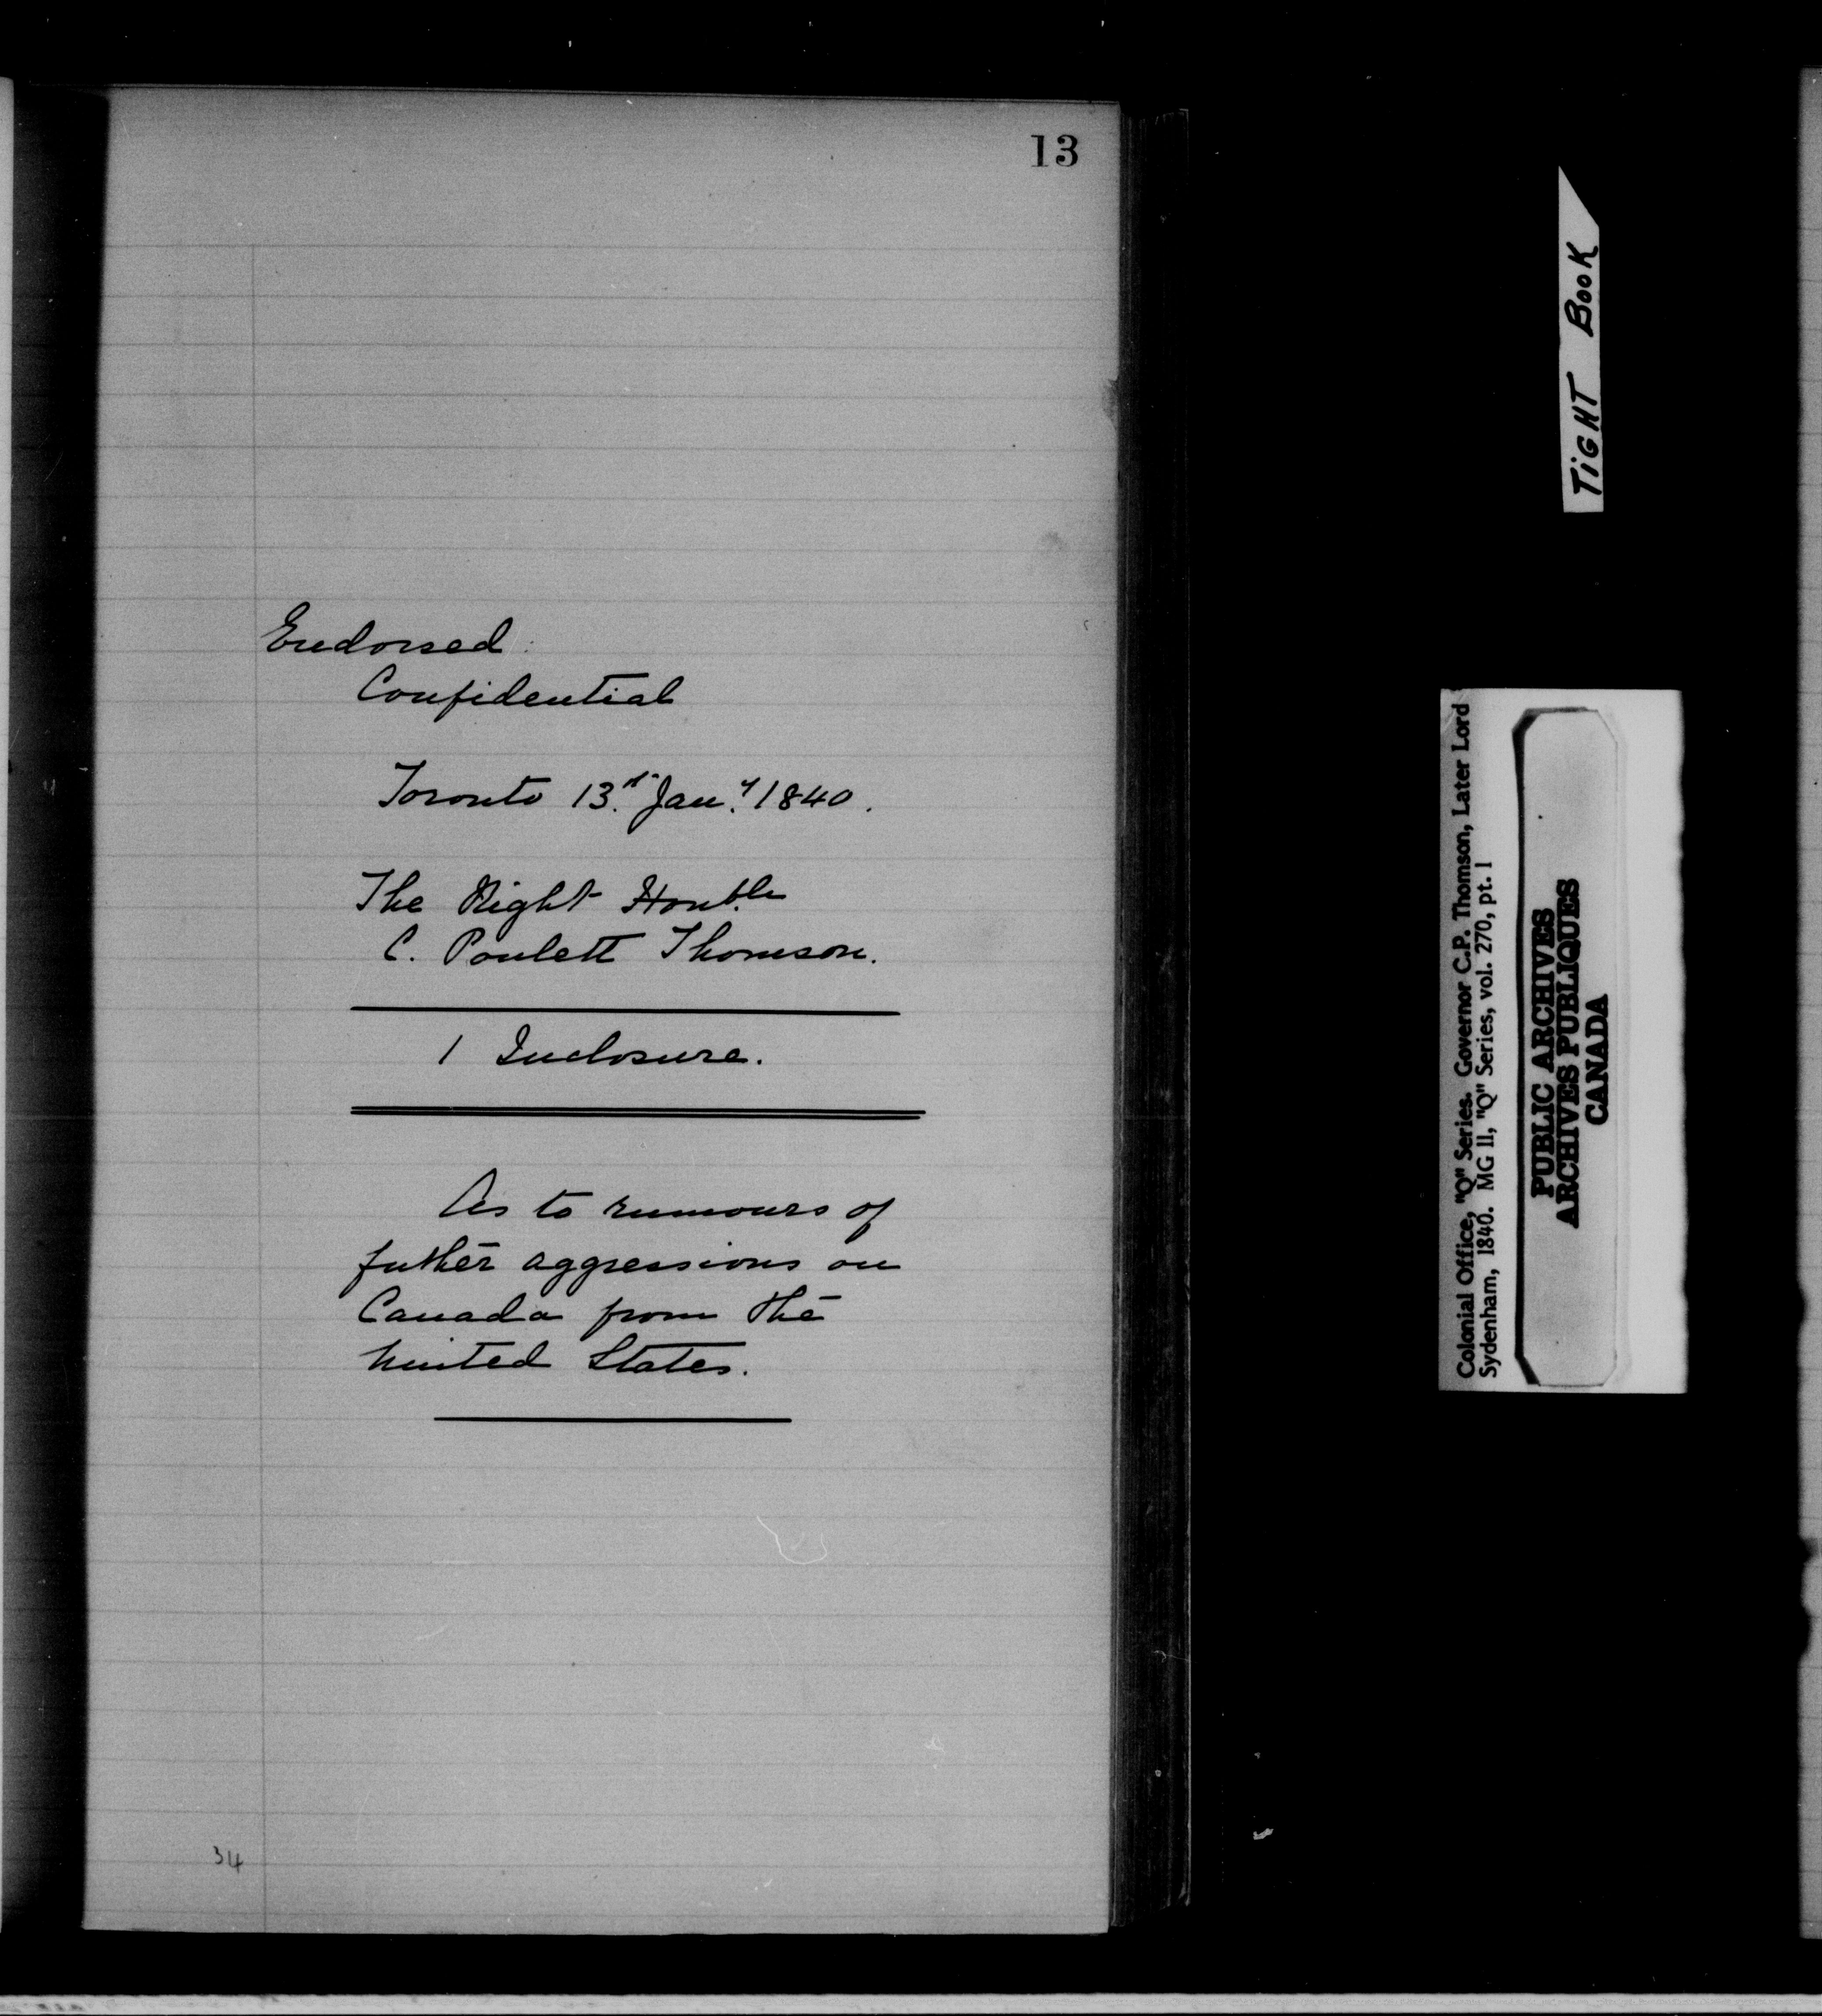 13
Endorsed:
Confidential
Toronto 13th Jany 1840.
The Right Honble
C. Poulett Thomson.
1 Inclosure.
As to rumours of
futher aggressions on
Canada from the
United States.
34
TiGHT BOOK
Colonial Office, "Q" Series. Governor C.P. Thomson, Later Lord
Sydenham, 1840. MG 11, "Q" Series, vol. 270, pt. 1
PUBLIC ARCHIVES
ARCHIVES PUBLIQUES
CANADA